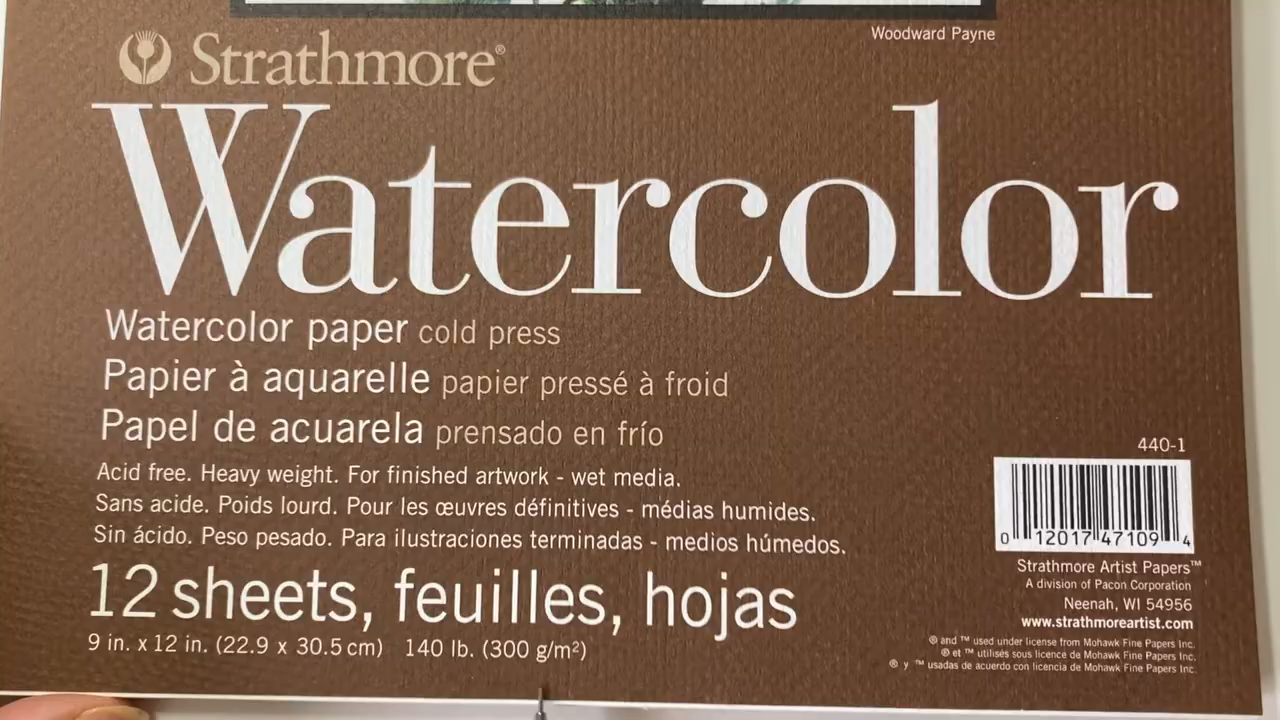 Woodward Payne
Strathmore®
Watercolor
Watercolor paper cold press
Papier à aquarelle papier pressé à froid
Papel de acuarela prensado en frío
Acid free. Heavy weight. For finished artwork - wet media.
Sans acide. Poids lourd. Pour les œuvres définitives - médias humides.
Sin ácido. Peso pesado. Para ilustraciones terminadas - medios húmedos.
12 sheets, feuilles, hojas
9 in. x 12 in. (22.9 x 30.5 cm) 140 lb. (300 g/m²)
440-1
0 12017 47109 4
Strathmore Artist Papers™
A division of Pacon Corporation
Neenah, WI 54956
www.strathmoreartist.com
® and ™ used under license from Mohawk Fine Papers Inc.
® et ™ utilisés sous licence de Mohawk Fine Papers Inc.
® y ™ usadas de acuerdo con licencia de Mohawk Fine Papers Inc.